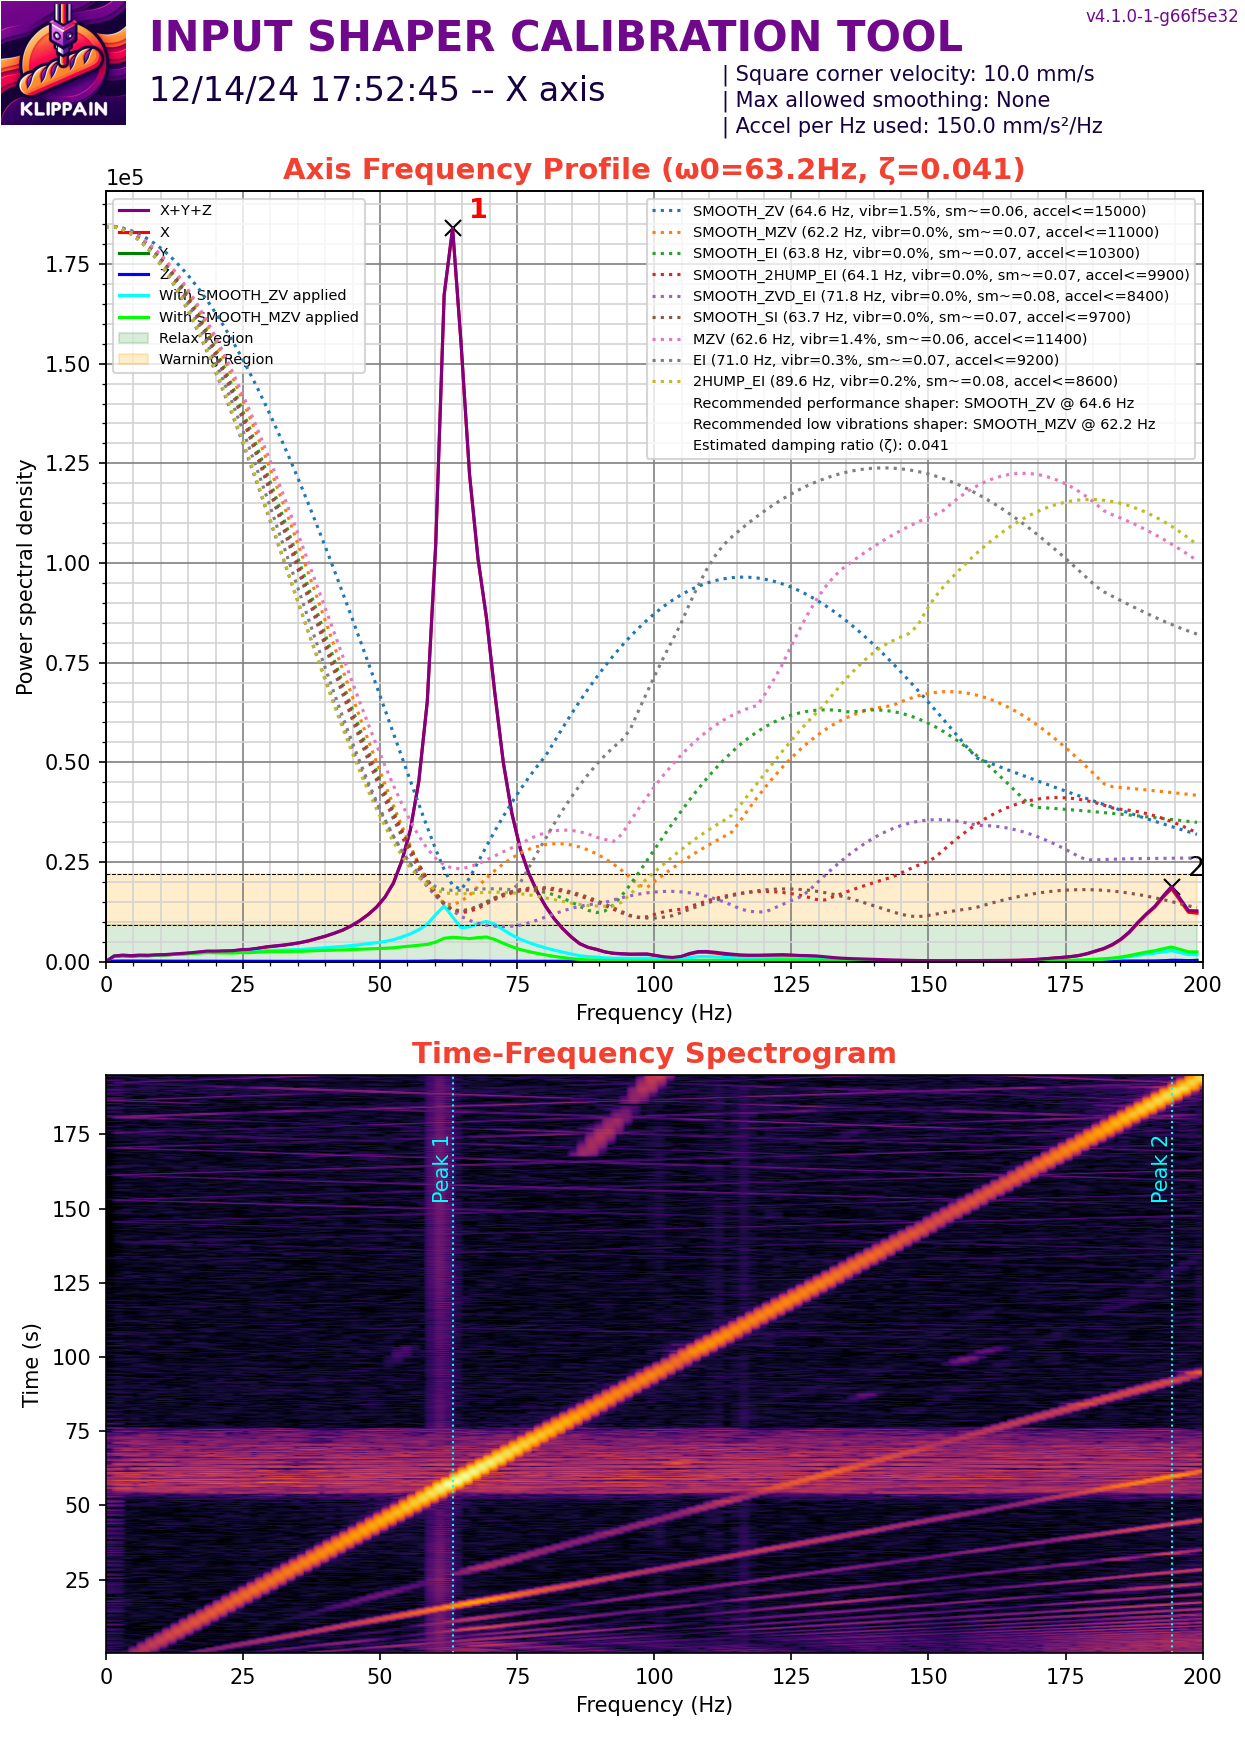 v4.1.0-1-g66f5e32
INPUT SHAPER CALIBRATION TOOL
12/14/24 17:52:45 -- X axis
| Square corner velocity: 10.0 mm/s
| Max allowed smoothing: None
| Accel per Hz used: 150.0 mm/s²/Hz
KLIPPAIN
Axis Frequency Profile (ω0=63.2Hz, ζ=0.041)
1e5
X+Y+Z
X
Y
Z
With SMOOTH_ZV applied
With SMOOTH_MZV applied
Relax Region
Warning Region
1
SMOOTH_ZV (64.6 Hz, vibr=1.5%, sm~=0.06, accel<=15000)
SMOOTH_MZV (62.2 Hz, vibr=0.0%, sm~=0.07, accel<=11000)
SMOOTH_EI (63.8 Hz, vibr=0.0%, sm~=0.07, accel<=10300)
SMOOTH_2HUMP_EI (64.1 Hz, vibr=0.0%, sm~=0.07, accel<=9900)
SMOOTH_ZVD_EI (71.8 Hz, vibr=0.0%, sm~=0.08, accel<=8400)
SMOOTH_SI (63.7 Hz, vibr=0.0%, sm~=0.07, accel<=9700)
MZV (62.6 Hz, vibr=1.4%, sm~=0.06, accel<=11400)
EI (71.0 Hz, vibr=0.3%, sm~=0.07, accel<=9200)
2HUMP_EI (89.6 Hz, vibr=0.2%, sm~=0.08, accel<=8600)
Recommended performance shaper: SMOOTH_ZV @ 64.6 Hz
Recommended low vibrations shaper: SMOOTH_MZV @ 62.2 Hz
Estimated damping ratio (ζ): 0.041
2
1.75
1.50
1.25
1.00
0.75
0.50
0.25
0.00
Power spectral density
0 25 50 75 100 125 150 175 200
Frequency (Hz)
Time-Frequency Spectrogram
Peak 1
Peak 2
175
150
125
100
75
50
25
Time (s)
0 25 50 75 100 125 150 175 200
Frequency (Hz)